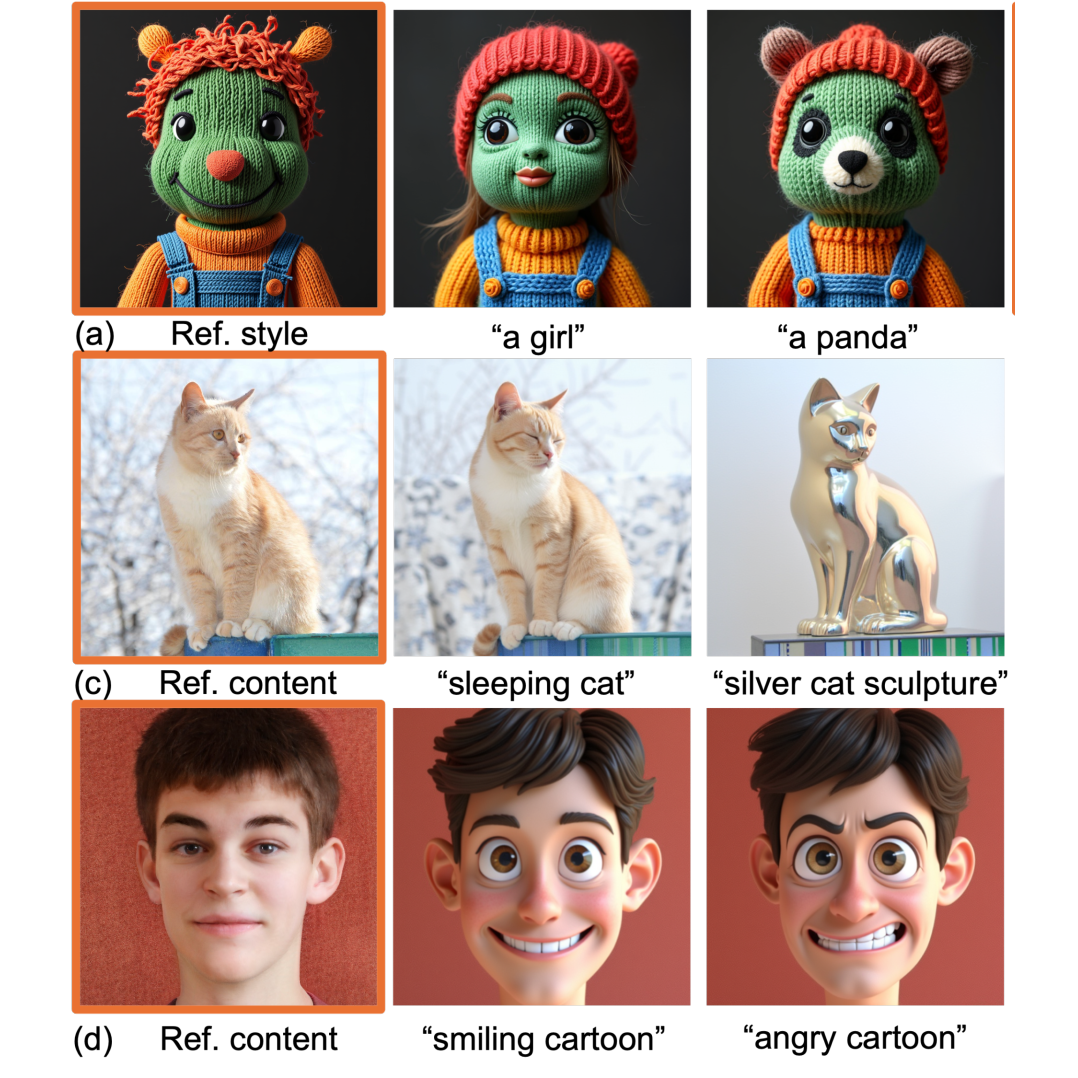 (a) Ref. style “a girl” “a panda”
(c) Ref. content “sleeping cat” “silver cat sculpture”
(d) Ref. content “smiling cartoon” “angry cartoon”